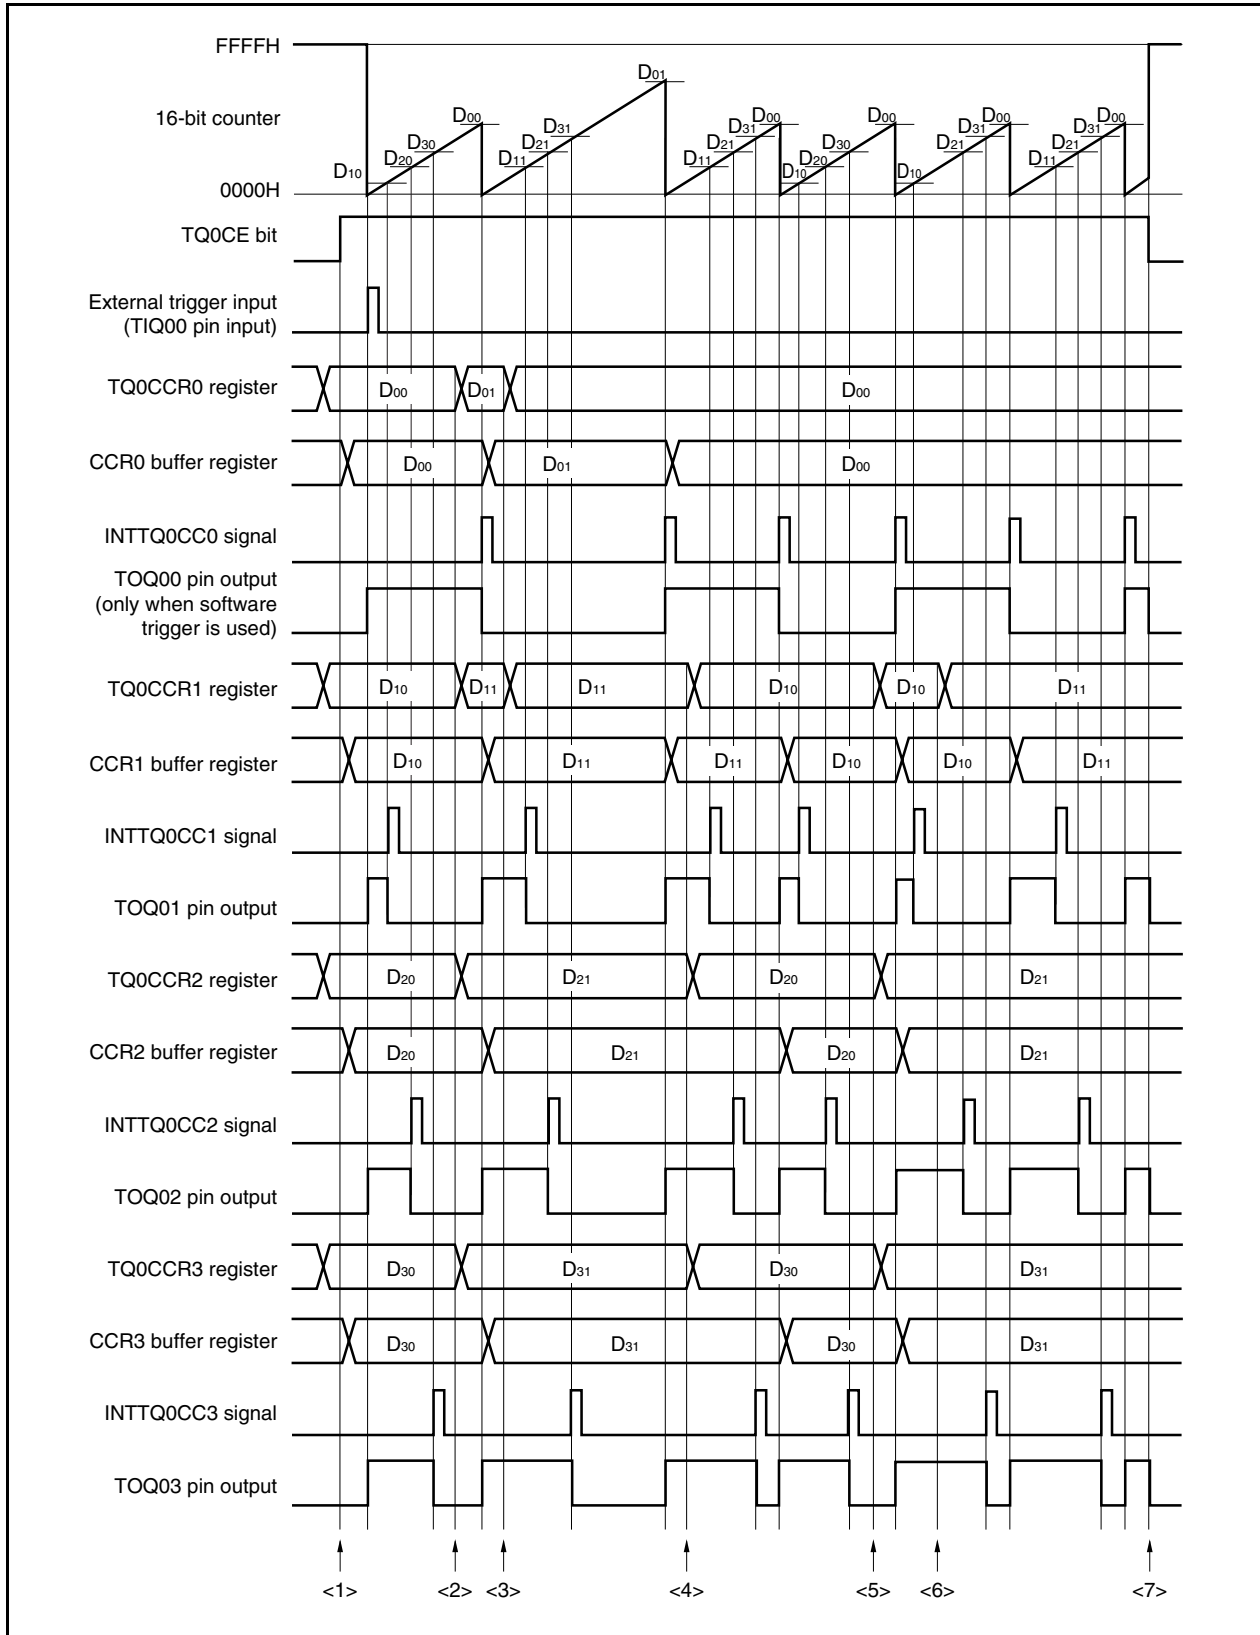 FFFFH
D01
16-bit counter
D00 D00 D00 D00 D00
D31 D31 D31 D31
D30 D21 D21 D30 D21 D21
D20 D11 D11 D20 D11
D10 D10 D10
0000H
TQ0CE bit
External trigger input
(TIQ00 pin input)
TQ0CCR0 register D00 D01 D00
CCR0 buffer register D00 D01 D00
INTTQ0CC0 signal
TOQ00 pin output
(only when software
trigger is used)
TQ0CCR1 register D10 D11 D11 D10 D10 D11
CCR1 buffer register D10 D11 D11 D10 D10 D11
INTTQ0CC1 signal
TOQ01 pin output
TQ0CCR2 register D20 D21 D20 D21
CCR2 buffer register D20 D21 D20 D21
INTTQ0CC2 signal
TOQ02 pin output
TQ0CCR3 register D30 D31 D30 D31
CCR3 buffer register D30 D31 D30 D31
INTTQ0CC3 signal
TOQ03 pin output
<1> <2> <3> <4> <5> <6> <7>